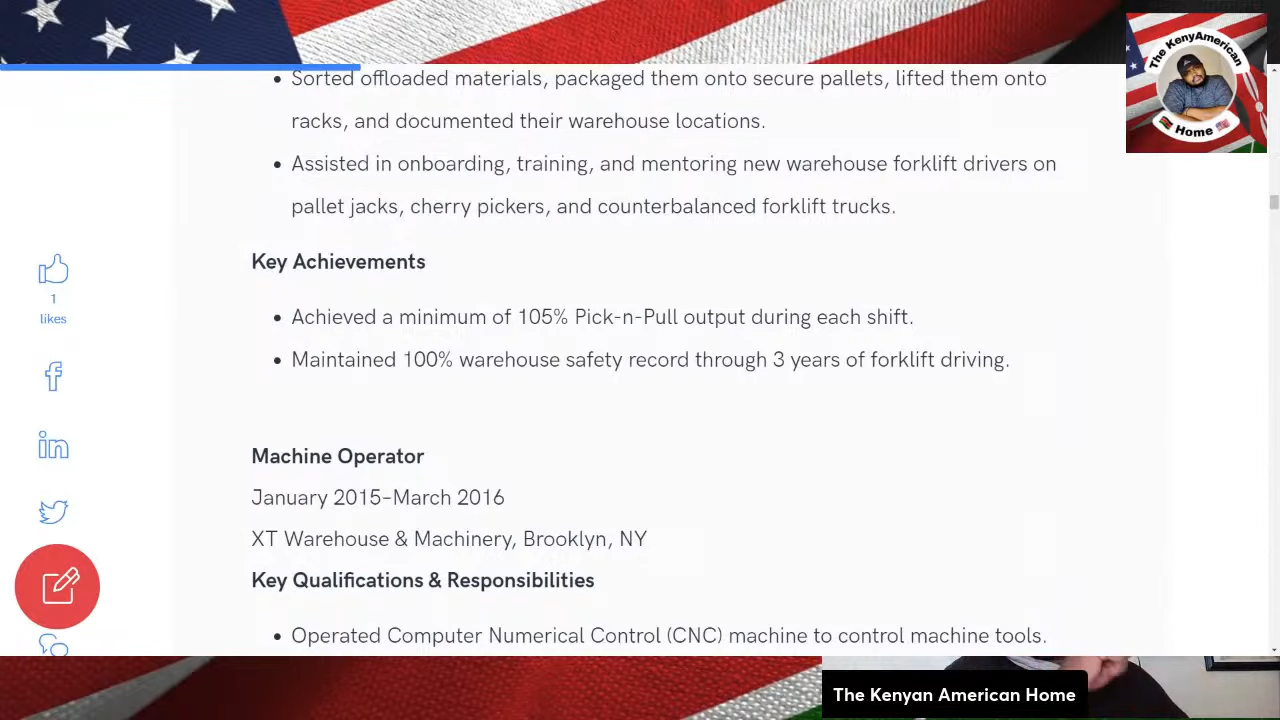 The KenyAmerican
Home
Sorted offloaded materials, packaged them onto secure pallets, lifted them onto
racks, and documented their warehouse locations.
Assisted in onboarding, training, and mentoring new warehouse forklift drivers on
pallet jacks, cherry pickers, and counterbalanced forklift trucks.
Key Achievements
Achieved a minimum of 105% Pick-n-Pull output during each shift.
Maintained 100% warehouse safety record through 3 years of forklift driving.
1
likes
Machine Operator
January 2015–March 2016
XT Warehouse & Machinery, Brooklyn, NY
Key Qualifications & Responsibilities
Operated Computer Numerical Control (CNC) machine to control machine tools.
The Kenyan American Home